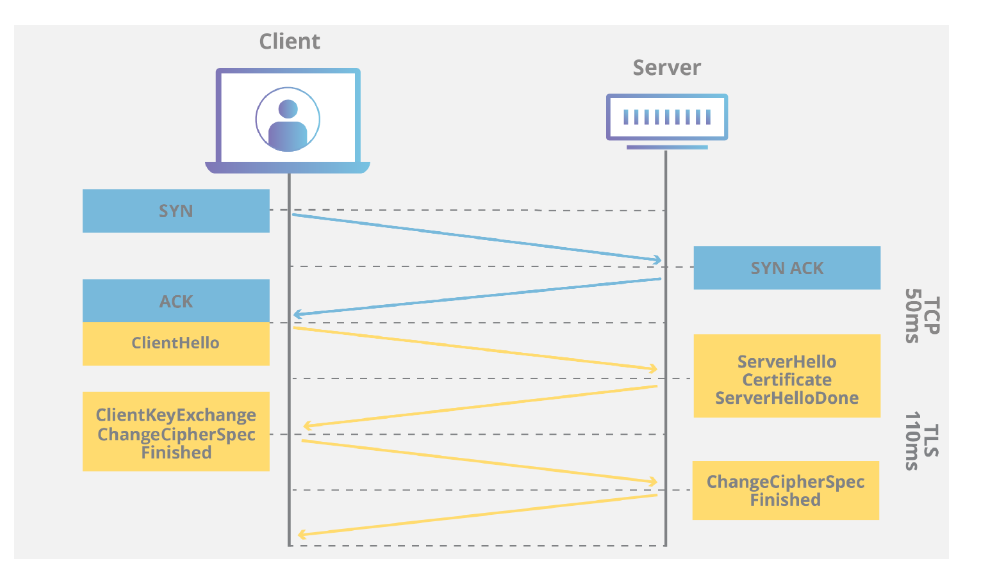 Client
Server
SYN
SYN ACK
ACK
ClientHello
ServerHello
Certificate
ServerHelloDone
ClientKeyExchange
ChangeCipherSpec
Finished
ChangeCipherSpec
Finished
TCP
50ms
TLS
110ms